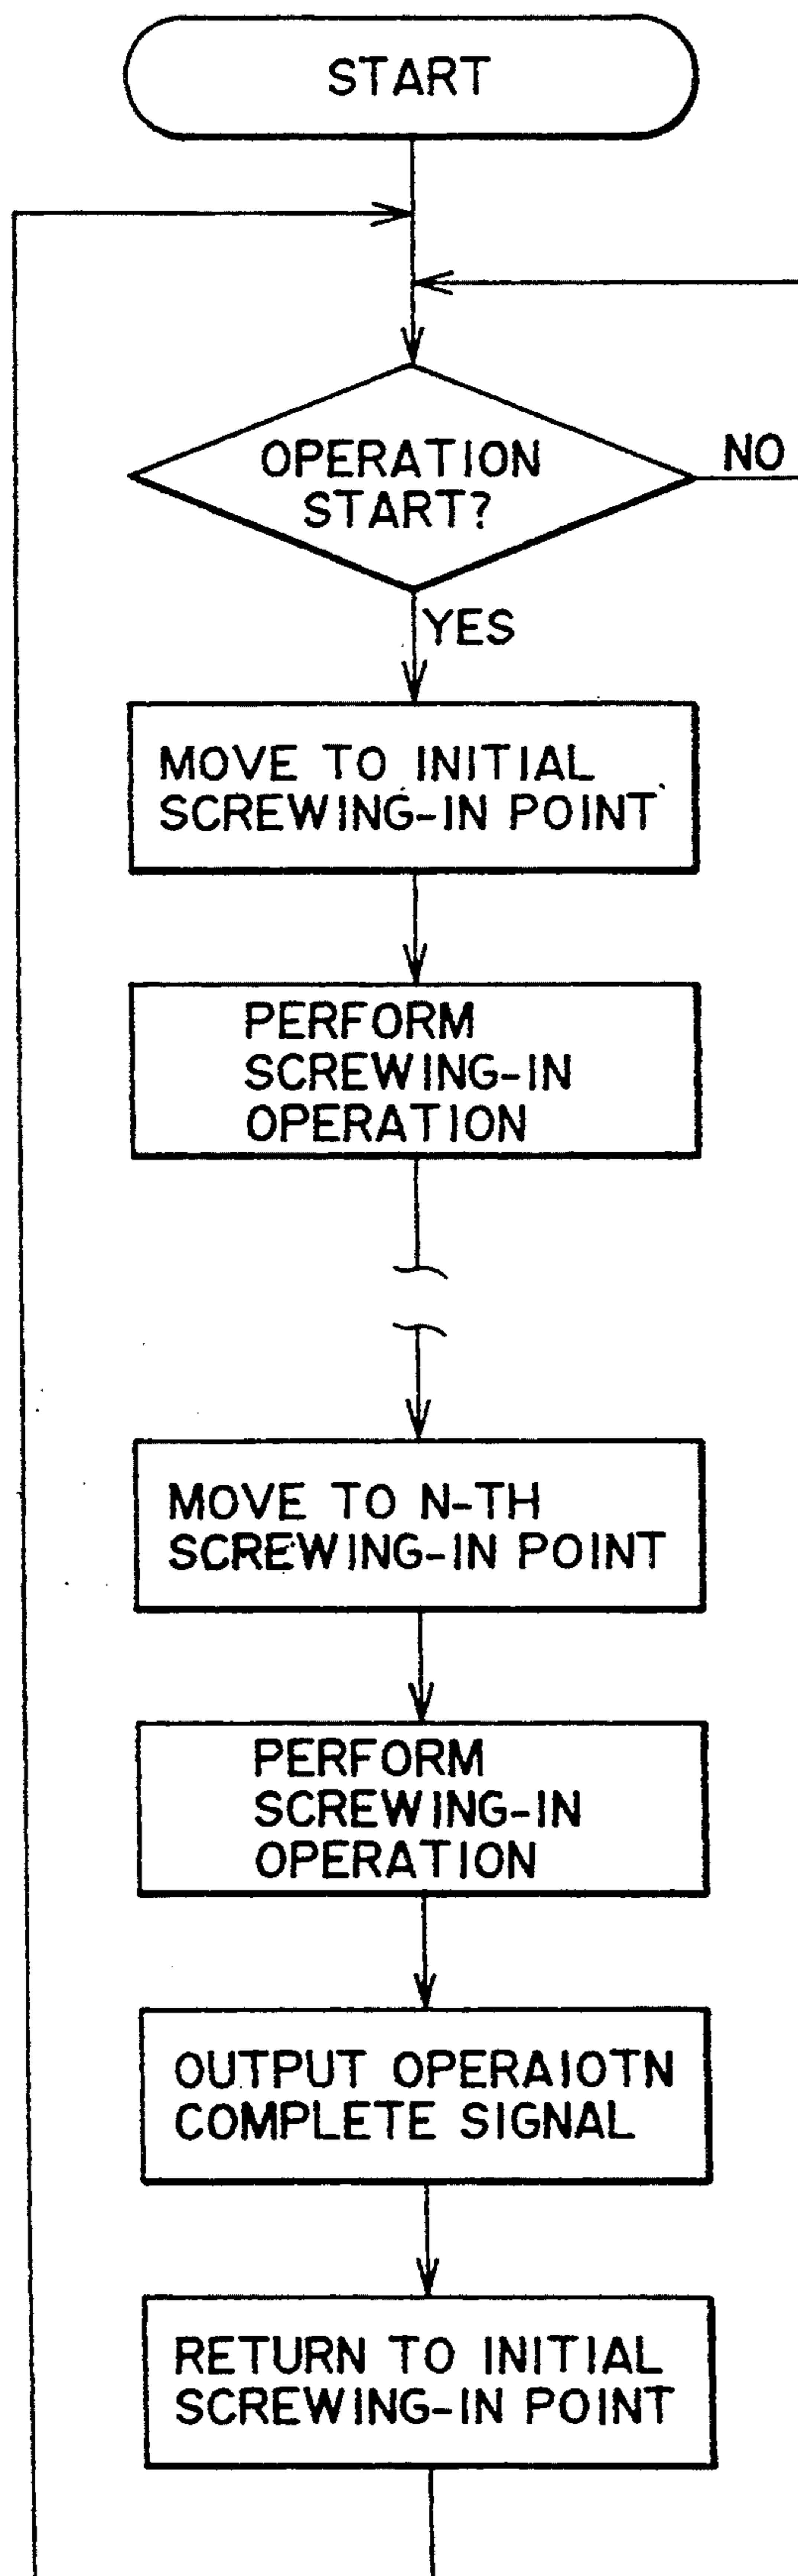 START
OPERATION
START?
NO
YES
MOVE TO INITIAL
SCREWING-IN POINT
PERFORM
SCREWING-IN
OPERATION
MOVE TO N-TH
SCREWING-IN POINT
PERFORM
SCREWING-IN
OPERATION
OUTPUT OPERAIOTN
COMPLETE SIGNAL
RETURN TO INITIAL
SCREWING-IN POINT